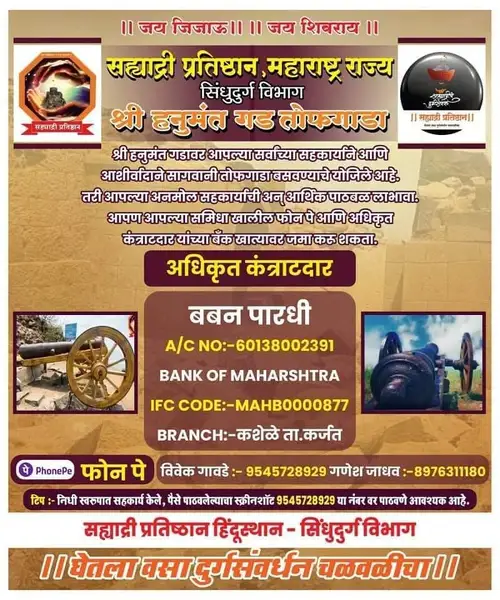 || जय जिजाऊ|| || जय शिवराय ||
सह्याद्री प्रतिष्ठान,महाराष्ट्र राज्य
सिंधुदुर्ग विभाग
श्री हनुमंत गड तोफगाडा
सह्याद्री प्रतिष्ठान
|| सह्याद्री प्रतिष्ठान ||
श्री हनुमंत गडावर आपल्या सर्वांच्या सहकार्याने आणि
आशीर्वादाने सागवानी तोफगाडा बसवण्याचे योजिले आहे.
तरी आपल्या अनमोल सहकार्याची अन् आर्थिक पाठबळ लाभावा.
आपण आपल्या समिधा खालील फोन पे आणि अधिकृत
कंत्राटदार यांच्या बँक खात्यावर जमा करू शकता.
अधिकृत कंत्राटदार
बबन पारधी
A/C NO:-60138002391
BANK OF MAHARSHTRA
IFC CODE:-MAHB0000877
BRANCH:-कशेळे ता.कर्जत
पे PhonePe फोन पे विवेक गावडे :- 9545728929 गणेश जाधव :-8976311180
टिप :- निधी स्वरुपात सहकार्य केले , पैसे पाठवलेल्याचा स्क्रीनशॉट 9545728929 या नंबर वर पाठवणे आवश्यक आहे.
सह्याद्री प्रतिष्ठान हिंदूस्थान - सिंधुदुर्ग विभाग
|| घेतला वसा दुर्गसंवर्धन चळवळीचा ||